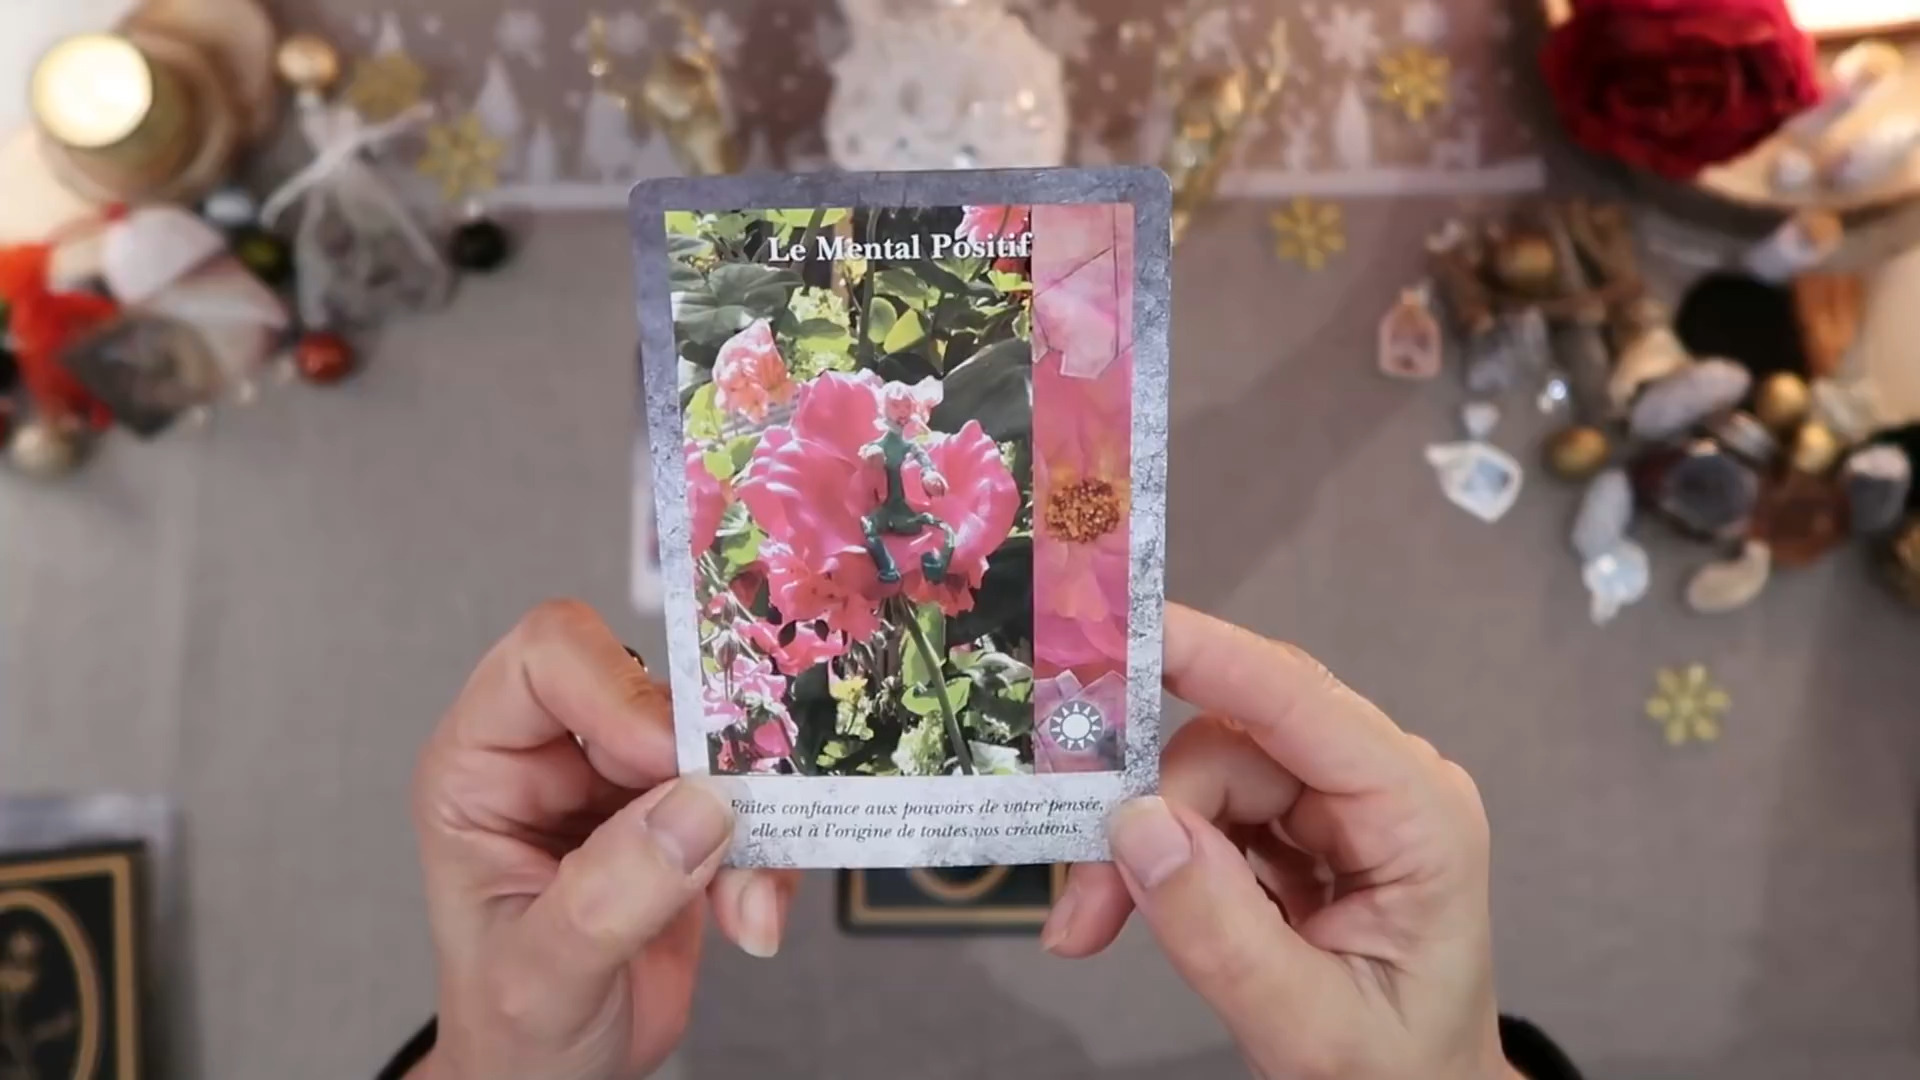 Le Mental Positif
Faites confiance aux pouvoirs de votre pensée,
elle est à l'origine de toutes vos créations.